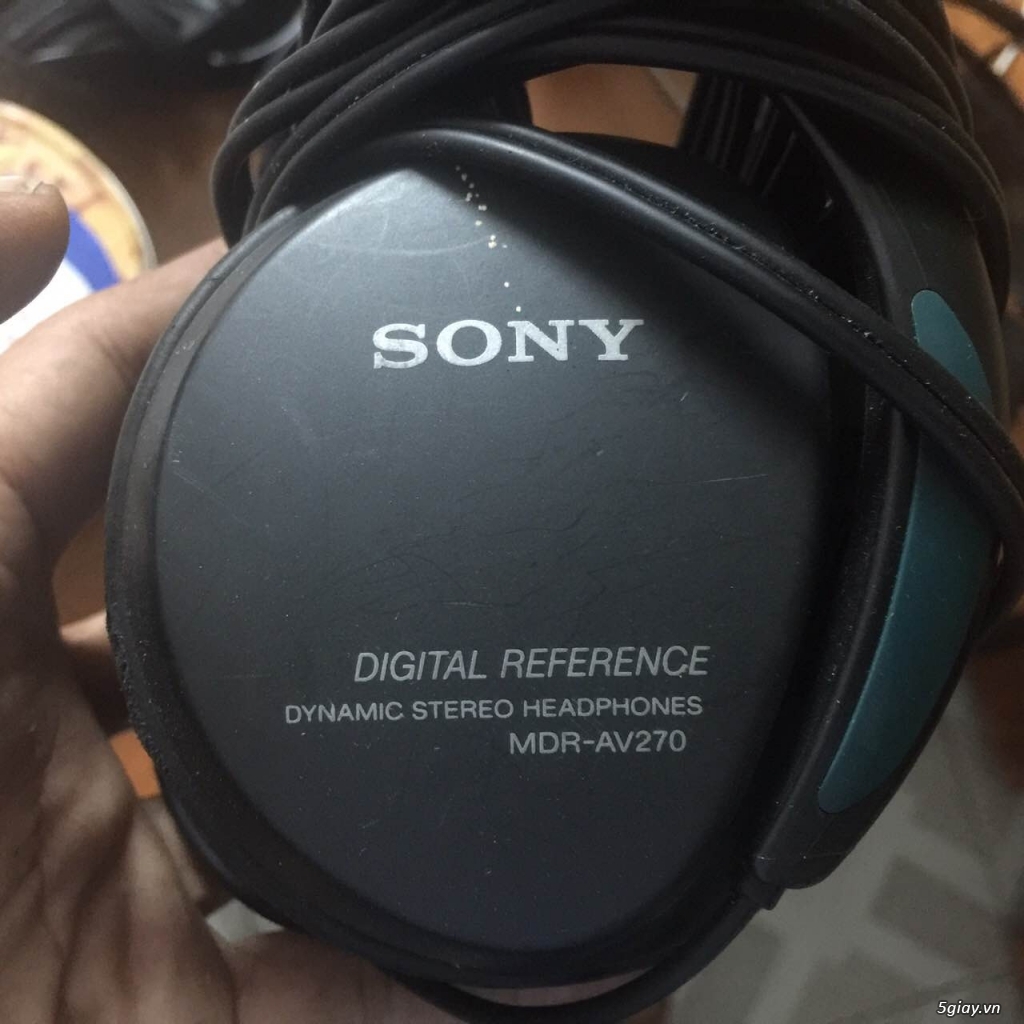 SONY
DIGITAL REFERENCE
DYNAMIC STEREO HEADPHONES
MDR-AV270
5giay.vn